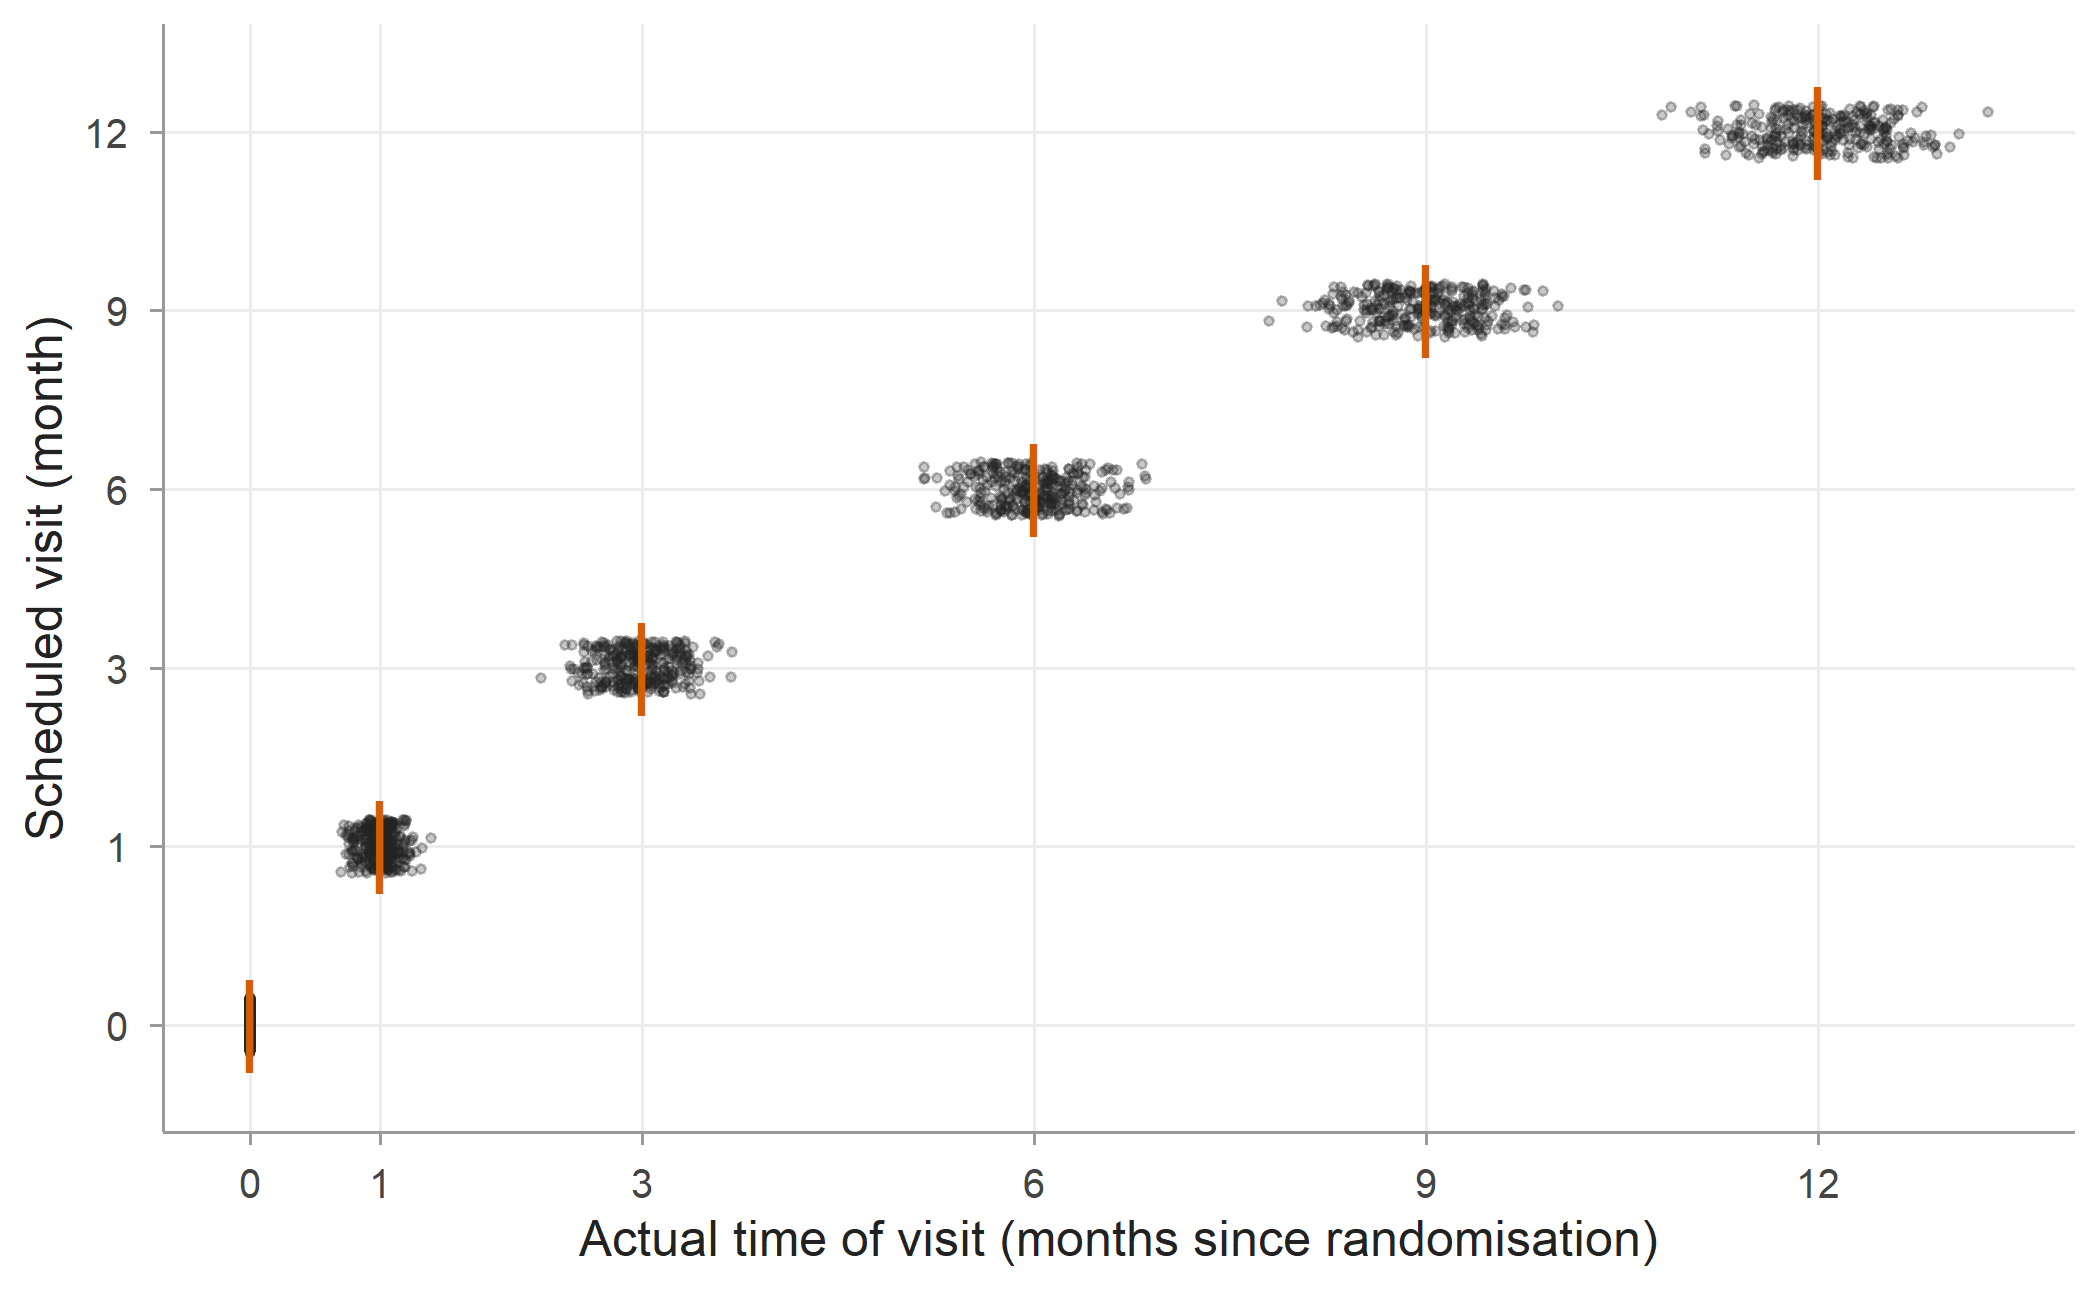 Scheduled visit (month)
12
9
6
3
1
0
0 1 3 6 9 12
Actual time of visit (months since randomisation)